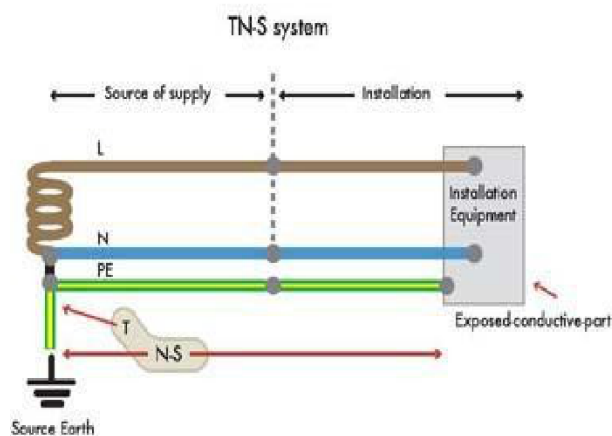 TN-S system
Source of supply
Installation
L
Installation
Equipment
N
PE
T
Exposed-conductive-part
N-S
Source Earth